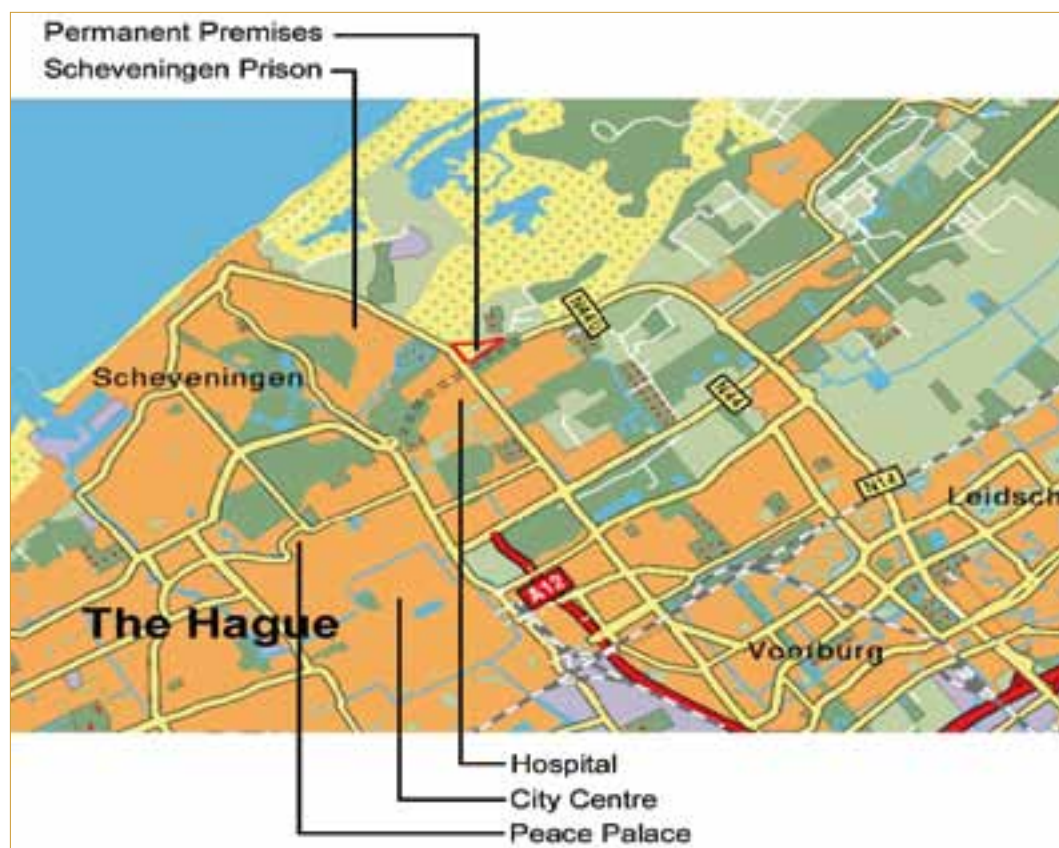 Permanent Premises
Scheveningen Prison
N440
Scheveningen
N44
N14
Leidsch
A12
The Hague
Voorburg
Hospital
City Centre
Peace Palace